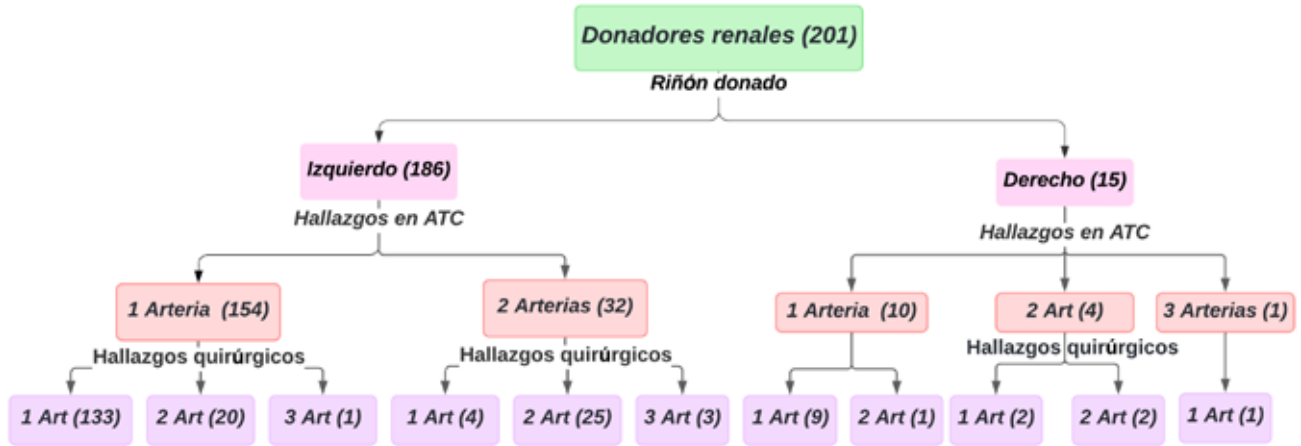 Donadores renales (201)
Riñón donado
Izquierdo (186)
Derecho (15)
Hallazgos en ATC
Hallazgos en ATC
1 Arteria (154)
2 Arterias (32)
1 Arteria (10)
2 Art (4)
3 Arterias (1)
Hallazgos quirúrgicos
Hallazgos quirúrgicos
Hallazgos quirúrgicos
1 Art (133)
2 Art (20)
3 Art (1)
1 Art (4)
2 Art (25)
3 Art (3)
1 Art (9)
2 Art (1)
1 Art (2)
2 Art (2)
1 Art (1)